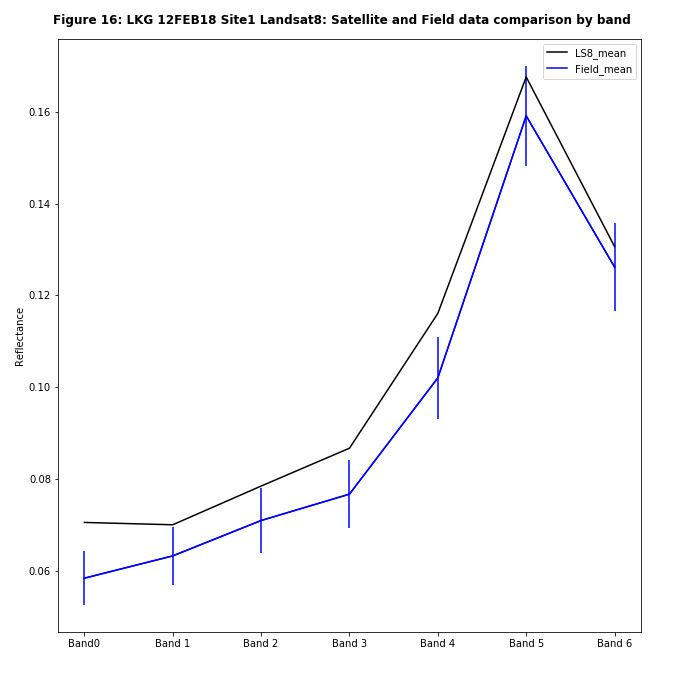 Figure 16: LKG 12FEB18 Site1 Landsat8: Satellite and Field data comparison by band
LS8_mean
Field_mean
0.16
0.14
0.12
0.10
0.08
0.06
Reflectance
Band0 Band 1 Band 2 Band 3 Band 4 Band 5 Band 6